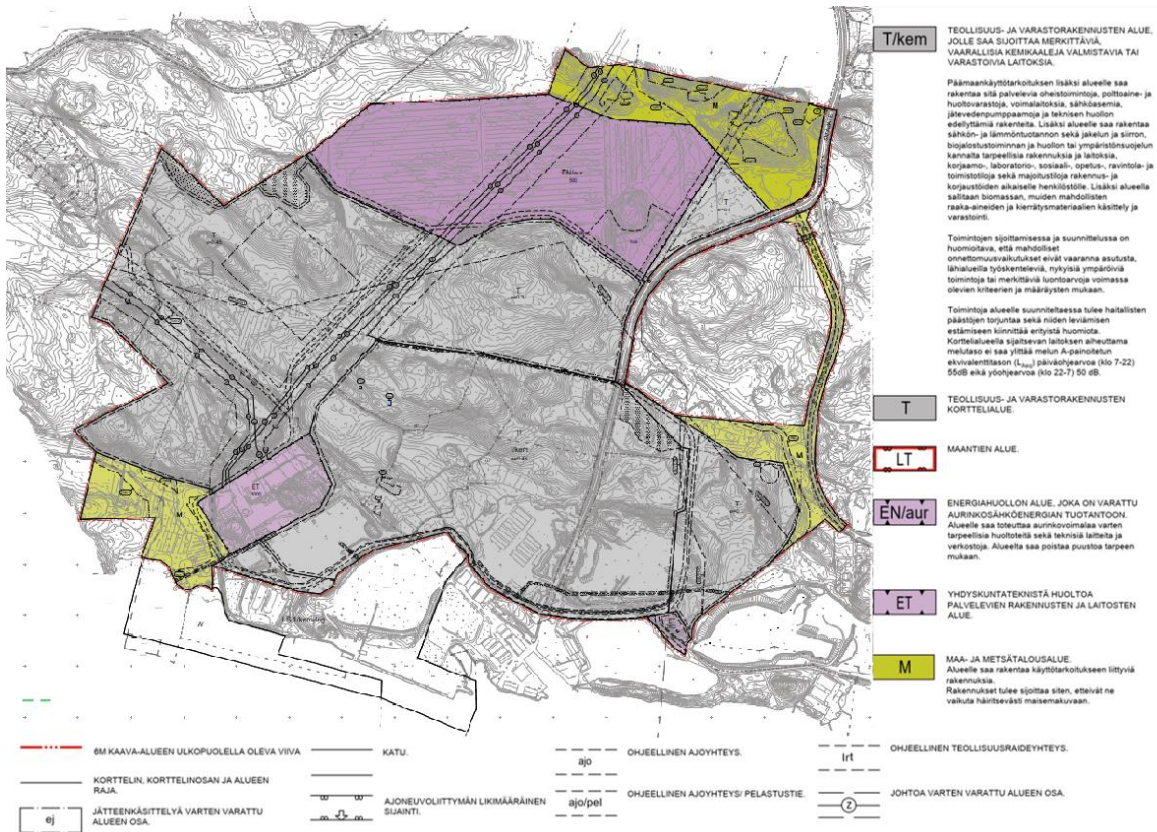 T/kem
TEOLLISUUS- JA VARASTORAKENNUSTEN ALUE,
JOLLE SAA SIJOITTAA MERKITTÄVIÄ,
VAARALLISIA KEMIKAALEJA VALMISTAVIA TAI
VARASTOIVIA LAITOKSIA.
Päämaankäyttötarkoituksen lisäksi alueelle saa
rakentaa sitä palvelevia oheistoimintoja, polttoaine- ja
huoltovarastoja, voimalaitoksia, sähköasemia,
jätevedenpumppaamoja ja teknisen huollon
edellyttämiä rakenteita. Lisäksi alueelle saa rakentaa
sähkön- ja lämmöntuotannon sekä jakelun ja siirron,
biojalostustoiminnan ja huollon tai ympäristönsuojelun
kannalta tarpeellisia rakennuksia ja laitoksia,
korjaamo-, laboratorio-, sosiaali-, opetus-, ravintola- ja
toimistotiloja sekä majoitustiloja rakennus- ja
korjaustöiden aikaiselle henkilöstölle. Lisäksi alueella
sallitaan biomassan, muiden mahdollisten
raaka-aineiden ja kierrätysmateriaalien käsittely ja
varastointi.
Toimintojen sijoittamisessa ja suunnittelussa on
huomioitava, että mahdolliset
onnettomuusvaikutukset eivät vaaranna asutusta,
lähialueilla työskenteleviä, nykyisiä ympäröiviä
toimintoja tai merkittäviä luontoarvoja voimassa
olevien kriteerien ja määräysten mukaan.
Toimintoja alueelle suunniteltaessa tulee haitallisten
päästöjen torjuntaa sekä niiden leviämisen
estämiseen kiinnittää erityistä huomiota.
Korttelialueella sijaitsevan laitoksen aiheuttama
melutaso ei saa ylittää melun A-painoitetun
ekvivalenttitason (LAeq) päiväohjearvoa (klo 7-22)
55dB eikä yöohjearvoa (klo 22-7) 50 dB.
T
TEOLLISUUS- JA VARASTORAKENNUSTEN
KORTTELIALUE.
LT
MAANTIEN ALUE.
EN/aur
ENERGIAHUOLLON ALUE, JOKA ON VARATTU
AURINKOSÄHKÖENERGIAN TUOTANTOON.
Alueelle saa toteuttaa aurinkovoimalaa varten
tarpeellisia huoltoteitä sekä teknisiä laitteita ja
verkostoja. Alueelta saa poistaa puustoa tarpeen
mukaan.
ET
YHDYSKUNTATEKNISTÄ HUOLTOA
PALVELEVIEN RAKENNUSTEN JA LAITOSTEN
ALUE.
M
MAA- JA METSÄTALOUSALUE.
Alueelle saa rakentaa käyttötarkoitukseen liittyviä
rakennuksia.
Rakennukset tulee sijoittaa siten, etteivät ne
vaikuta häiritsevästi maisemakuvaan.
M
T
ET
M
6M KAAVA-ALUEEN ULKOPUOLELLA OLEVA VIIVA
KORTTELIN, KORTTELINOSAN JA ALUEEN
RAJA.
ej
JÄTTEENKÄSITTELYÄ VARTEN VARATTU
ALUEEN OSA.
KATU.
AJONEUVOLIITTYMÄN LIKIMÄÄRÄINEN
SIJAINTI.
ajo
OHJEELLINEN AJOYHTEYS.
ajo/pel
OHJEELLINEN AJOYHTEYS/ PELASTUSTIE.
lrt
OHJEELLINEN TEOLLISUUSRAIDEYHTEYS.
Z
JOHTOA VARTEN VARATTU ALUEEN OSA.